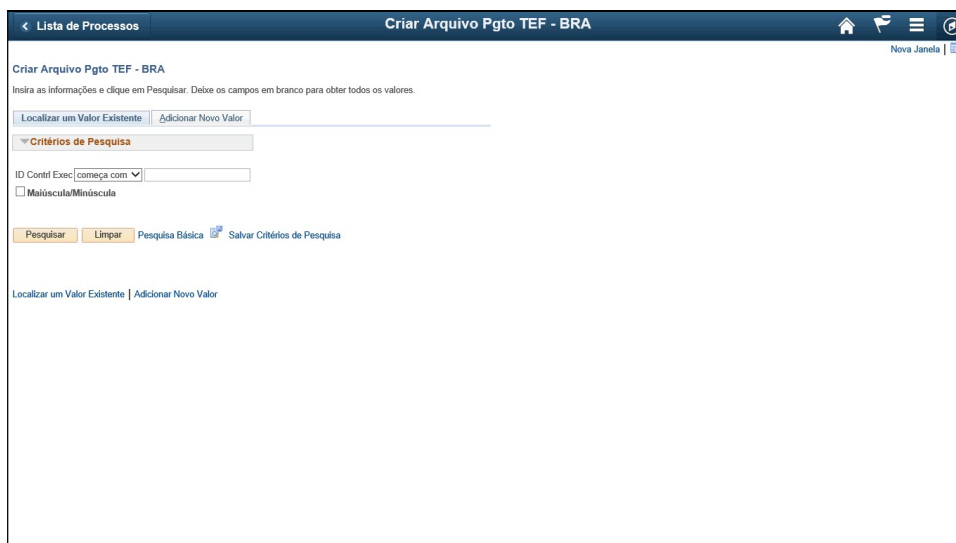 Lista de Processos
Criar Arquivo Pgto TEF - BRA
Nova Janela |
Criar Arquivo Pgto TEF - BRA
Insira as informações e clique em Pesquisar. Deixe os campos em branco para obter todos os valores.
Localizar um Valor Existente Adicionar Novo Valor
Critérios de Pesquisa
ID Contrl Exec começa com
Maiúscula/Minúscula
Pesquisar Limpar Pesquisa Básica Salvar Critérios de Pesquisa
Localizar um Valor Existente | Adicionar Novo Valor